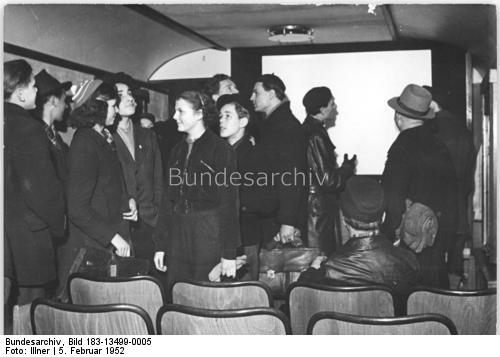 Bundesarchiv
Bundesarchiv, Bild 183-13499-0005
Foto: Illner | 5. Februar 1952